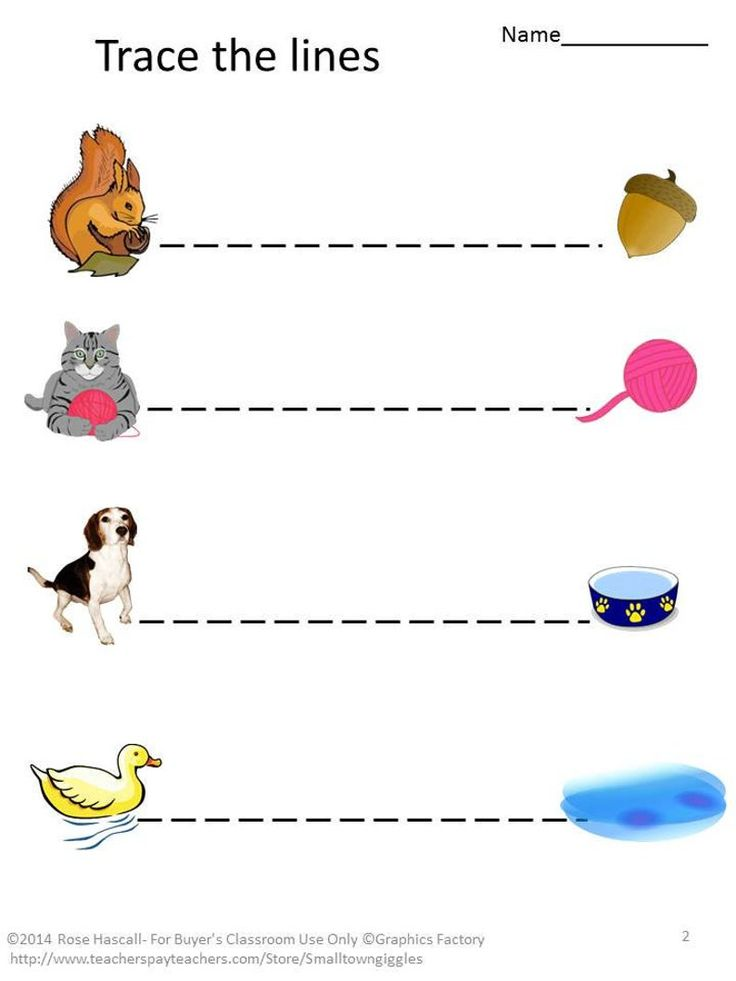 Name____________
Trace the lines
©2014 Rose Hascall- For Buyer's Classroom Use Only ©Graphics Factory
http://www.teacherspayteachers.com/Store/Smalltowngiggles
2